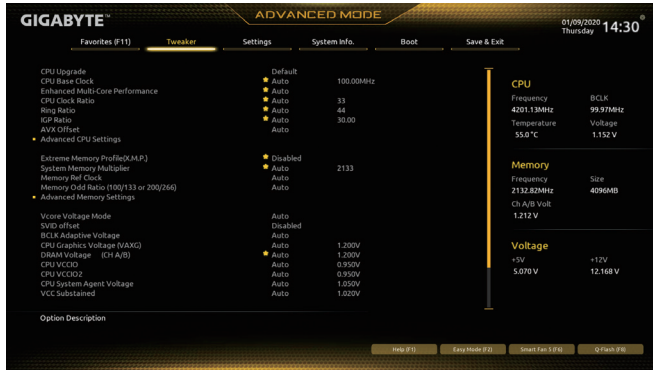 GIGABYTE™ ADVANCED MODE
01/09/2020 Thursday 14:30
Favorites (F11) Tweaker Settings System Info. Boot Save & Exit
CPU Upgrade Default
CPU Base Clock Auto 100.00MHz
Enhanced Multi-Core Performance Auto
CPU Clock Ratio Auto 33
Ring Ratio Auto 44
IGP Ratio Auto 30.00
AVX Offset Auto
Advanced CPU Settings
Extreme Memory Profile(X.M.P.) Disabled
System Memory Multiplier Auto 2133
Memory Ref Clock Auto
Memory Odd Ratio (100/133 or 200/266) Auto
Advanced Memory Settings
Vcore Voltage Mode Auto
SVID offset Disabled
BCLK Adaptive Voltage Auto
CPU Graphics Voltage (VAXG) Auto 1.200V
DRAM Voltage (CH A/B) Auto 1.200V
CPU VCCIO Auto 0.950V
CPU VCCIO2 Auto 0.950V
CPU System Agent Voltage Auto 1.050V
VCC Substained Auto 1.020V
CPU
Frequency BCLK
4201.13MHz 99.97MHz
Temperature Voltage
55.0°C 1.152 V
Memory
Frequency Size
2132.82MHz 4096MB
Ch A/B Volt
1.212 V
Voltage
+5V +12V
5.070 V 12.168 V
Option Description
Help (F1) Easy Mode (F2) Smart Fan 5 (F6) Q-Flash (F8)